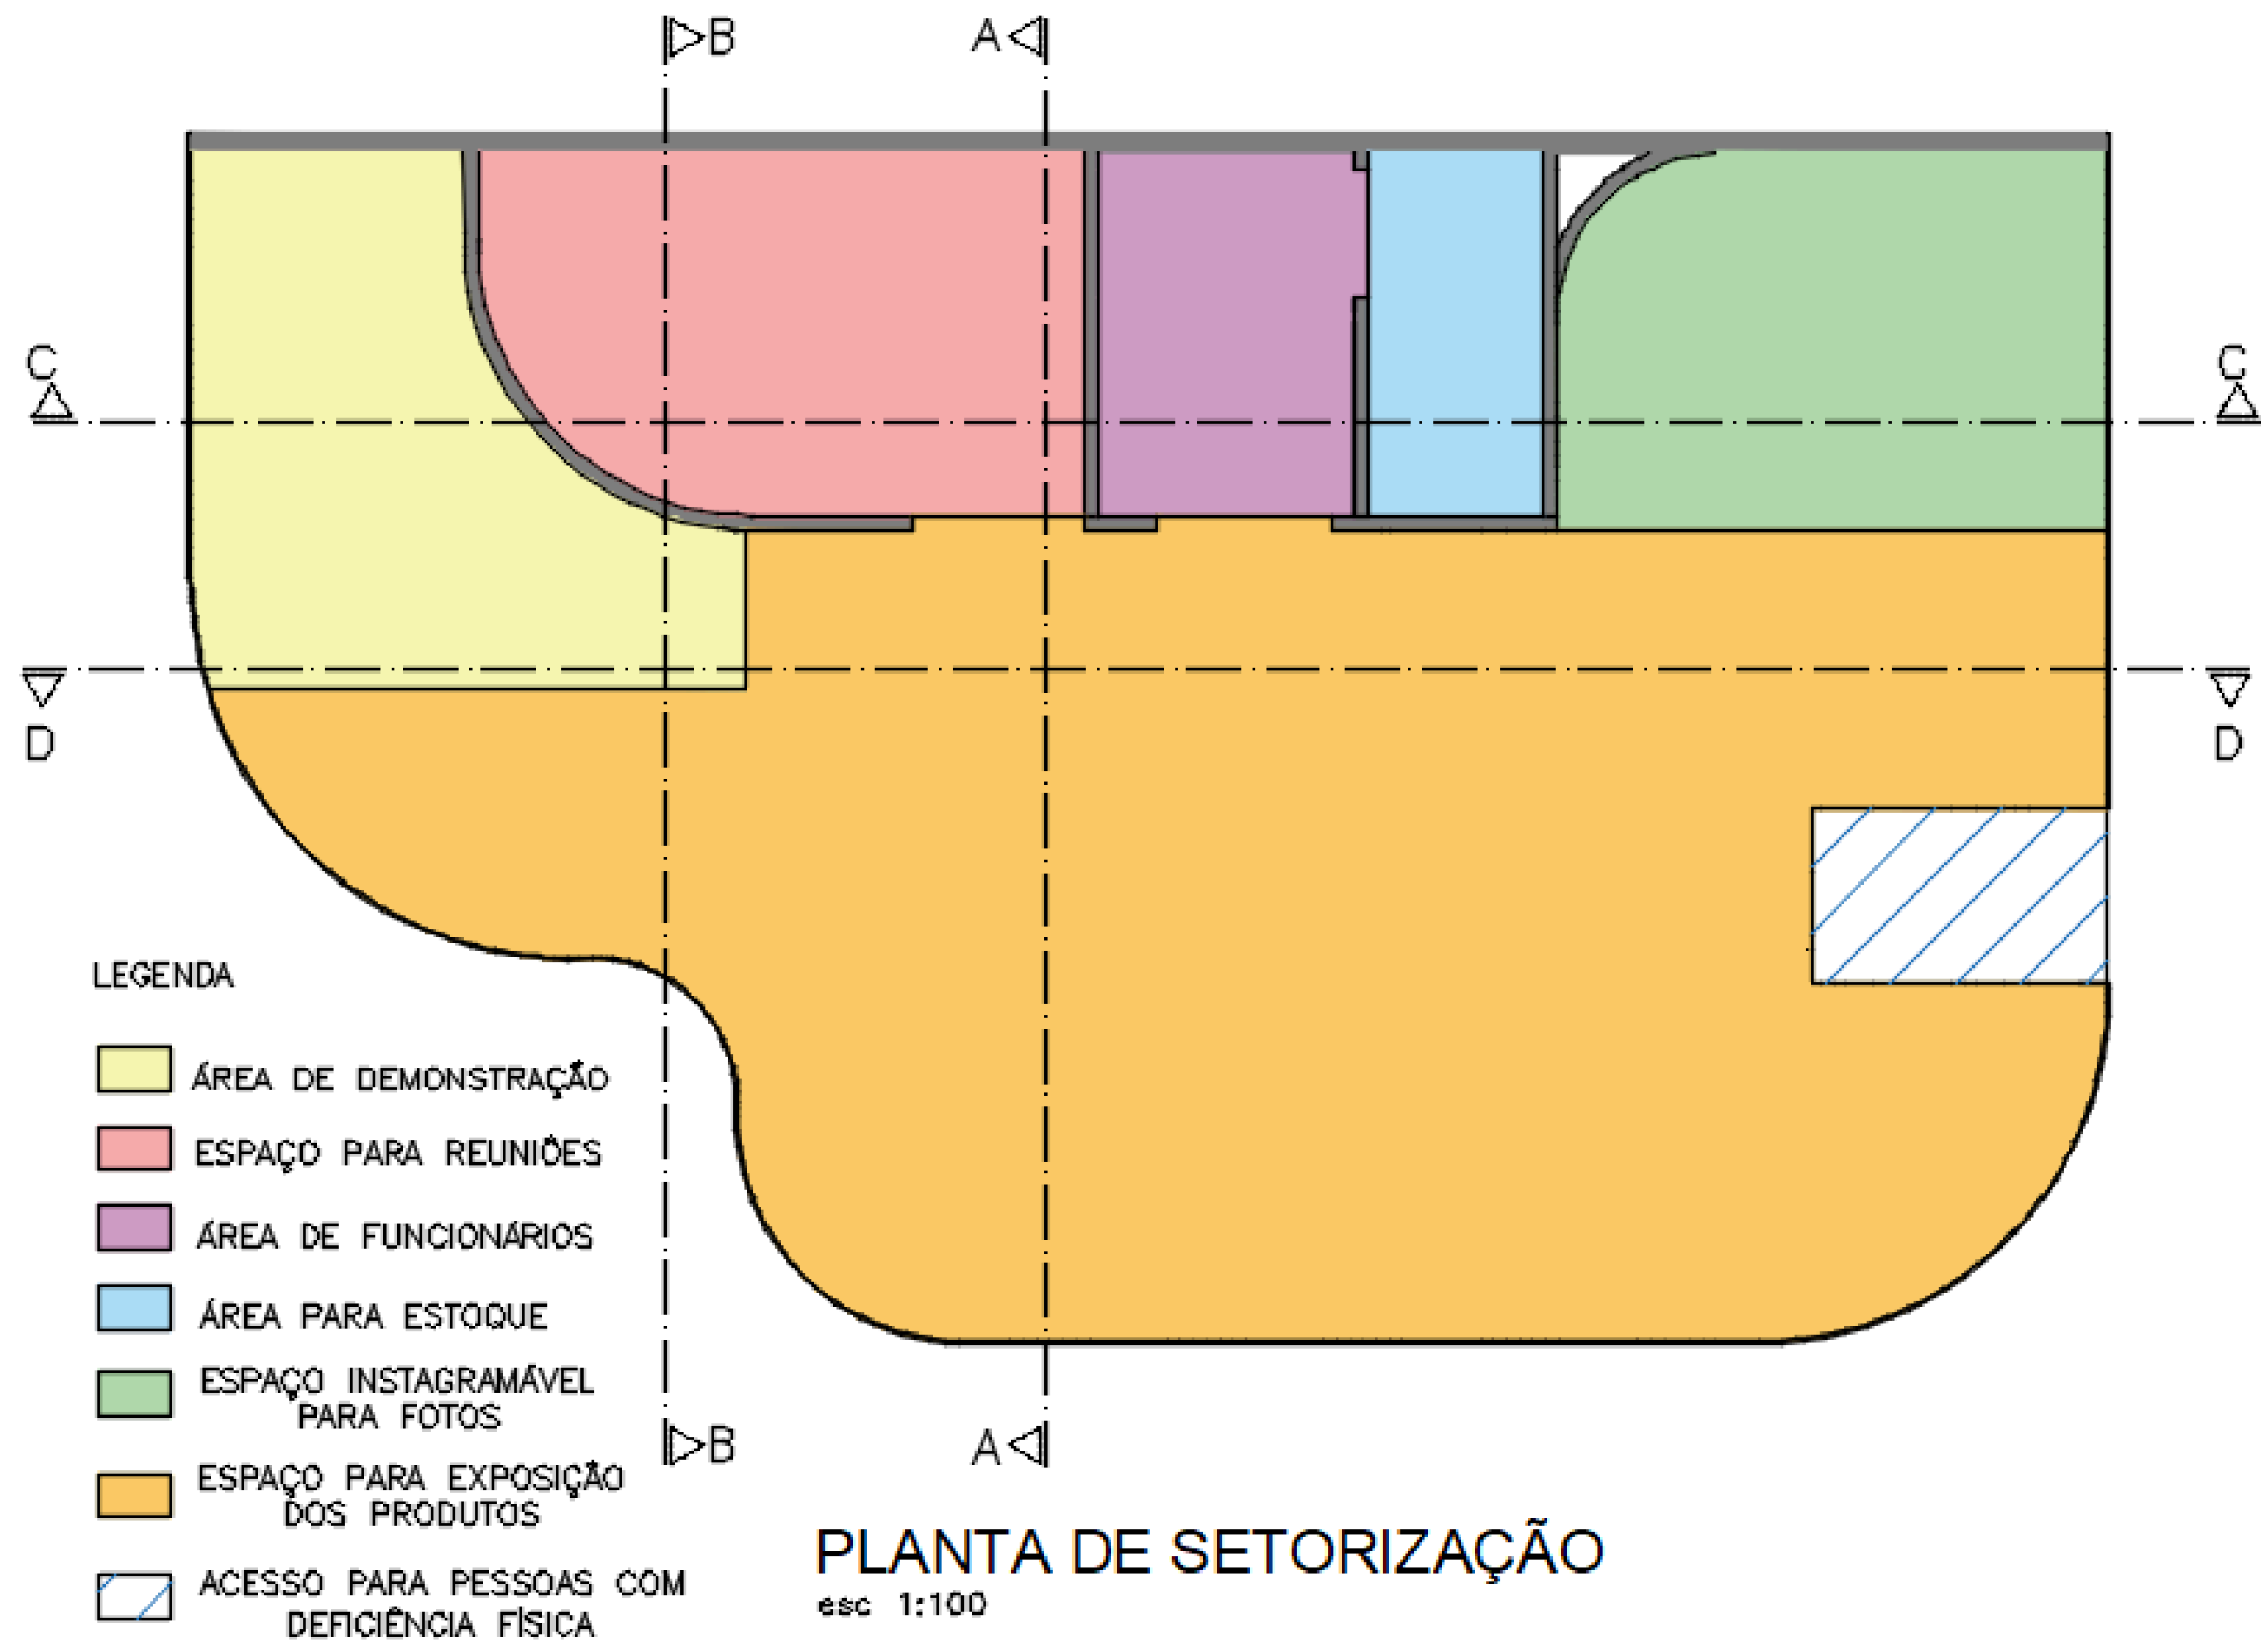 B
A
C
C
D
D
LEGENDA
ÁREA DE DEMONSTRAÇÃO
ESPAÇO PARA REUNIÕES
ÁREA DE FUNCIONÁRIOS
ÁREA PARA ESTOQUE
ESPAÇO INSTAGRAMÁVEL
PARA FOTOS
ESPAÇO PARA EXPOSIÇÃO
DOS PRODUTOS
ACESSO PARA PESSOAS COM
DEFICIÊNCIA FÍSICA
B
A
PLANTA DE SETORIZAÇÃO
esc 1:100